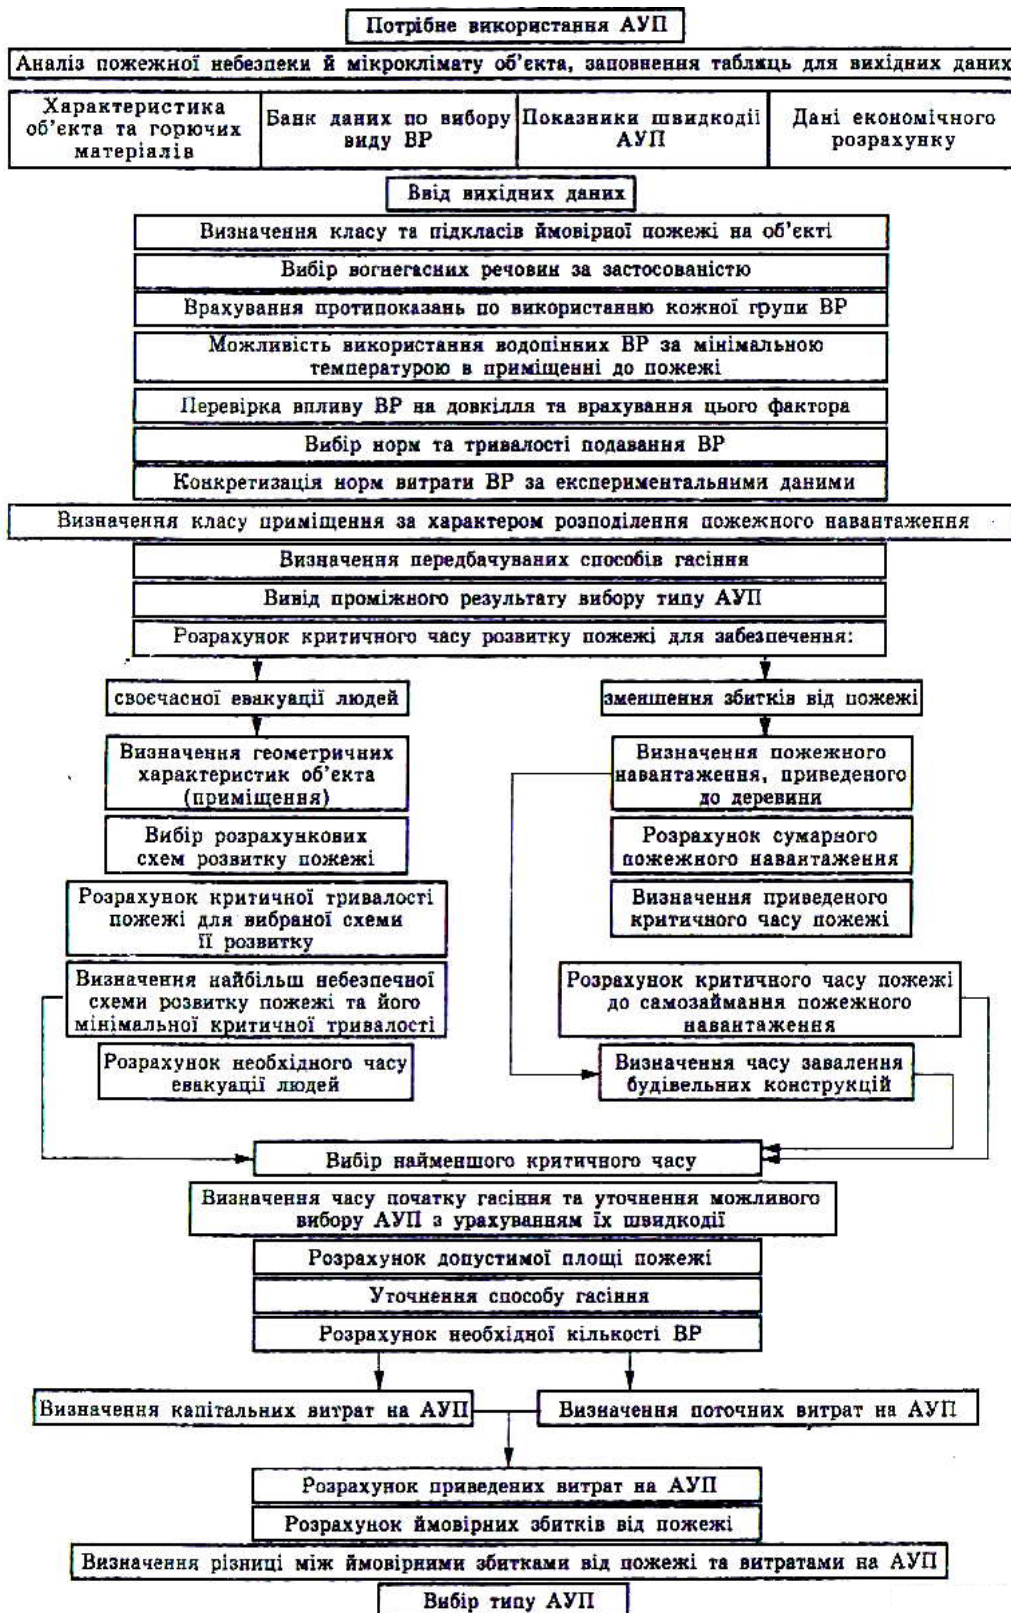 Потрібне використання АУП
Аналіз пожежної небезпеки й мікроклімату об'єкта, заповнення таблиць для вихідних даних
Характеристика
об'єкта та горючих
матеріалів
Банк даних по вибору
виду ВР
Показники швидкодії
АУП
Дані економічного
розрахунку
Ввід вихідних даних
Визначення класу та підкласів ймовірної пожежі на об'єкті
Вибір вогнегасних речовин за застосованістю
Врахування протипоказань по використанню кожної групи ВР
Можливість використання водопінних ВР за мінімальною
температурою в приміщенні до пожежі
Перевірка впливу ВР на довкілля та врахування цього фактора
Вибір норм та тривалості подавання ВР
Конкретизація норм витрати ВР за експериментальними даними
Визначення класу приміщення за характером розподілення пожежного навантаження
Визначення передбачуваних способів гасіння
Вивід проміжного результату вибору типу АУП
Розрахунок критичного часу розвитку пожежі для забезпечення:
своєчасної евакуації людей
Визначення геометричних
характеристик об'єкта
(приміщення)
Вибір розрахункових
схем розвитку пожежі
Розрахунок критичної тривалості
пожежі для вибраної схеми
її розвитку
Визначення найбільш небезпечної
схеми розвитку пожежі та його
мінімальної критичної тривалості
Розрахунок необхідного часу
евакуації людей
зменшення збитків від пожежі
Визначення пожежного
навантаження, приведеного
до деревини
Розрахунок сумарного
пожежного навантаження
Визначення приведеного
критичного часу пожежі
Розрахунок критичного часу пожежі
до самозаймання пожежного
навантаження
Визначення часу завалення
будівельних конструкцій
Вибір найменшого критичного часу
Визначення часу початку гасіння та уточнення можливого
вибору АУП з урахуванням їх швидкодії
Розрахунок допустимої площі пожежі
Уточнення способу гасіння
Розрахунок необхідної кількості ВР
Визначення капітальних витрат на АУП
Визначення поточних витрат на АУП
Розрахунок приведених витрат на АУП
Розрахунок ймовірних збитків від пожежі
Визначення різниці між ймовірними збитками від пожежі та витратами на АУП
Вибір типу АУП